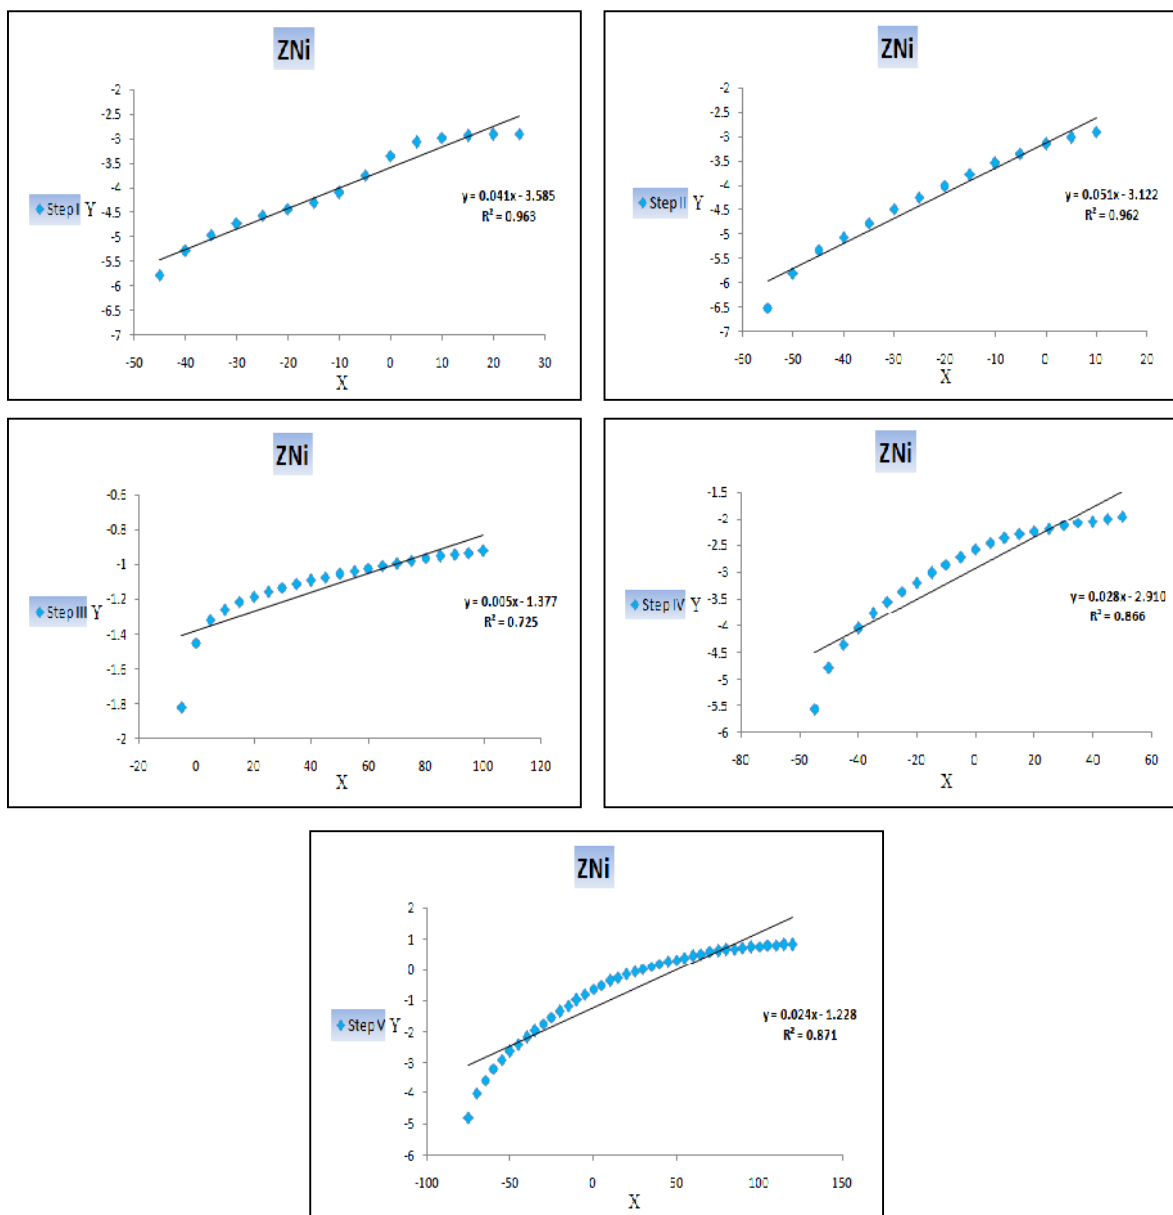 ZNi
-2
-2.5
-3
-3.5
-4
-4.5
-5
-5.5
-6
-6.5
-7
Step I Y
y = 0.041x - 3.585
R² = 0.963
-50 -40 -30 -20 -10 0 10 20 30
X
ZNi
-2
-2.5
-3
-3.5
-4
-4.5
-5
-5.5
-6
-6.5
-7
Step II Y
y = 0.051x - 3.122
R² = 0.962
-60 -50 -40 -30 -20 -10 0 10 20
X
ZNi
-0.6
-0.8
-1
-1.2
-1.4
-1.6
-1.8
-2
Step III Y
y = 0.005x - 1.377
R² = 0.725
-20 0 20 40 60 80 100 120
X
ZNi
-1.5
-2
-2.5
-3
-3.5
-4
-4.5
-5
-5.5
-6
Step IV Y
y = 0.028x - 2.910
R² = 0.866
-80 -60 -40 -20 0 20 40 60
X
ZNi
2
1
0
-1
-2
-3
-4
-5
-6
Step V Y
y = 0.024x - 1.228
R² = 0.871
-100 -50 0 50 100 150
X